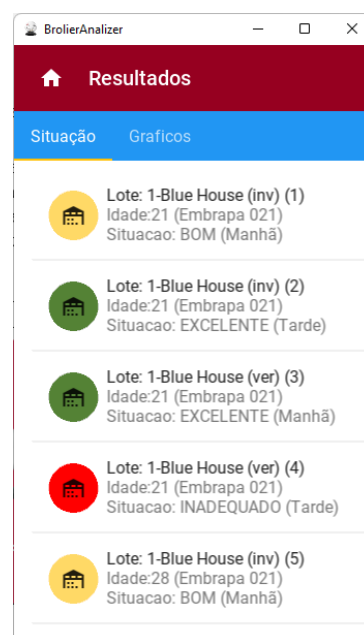 BrolierAnalizer
Resultados
Situação Graficos
Lote: 1-Blue House (inv) (1)
Idade:21 (Embrapa 021)
Situacao: BOM (Manhã)
Lote: 1-Blue House (inv) (2)
Idade:21 (Embrapa 021)
Situacao: EXCELENTE (Tarde)
Lote: 1-Blue House (ver) (3)
Idade:21 (Embrapa 021)
Situacao: EXCELENTE (Manhã)
Lote: 1-Blue House (ver) (4)
Idade:21 (Embrapa 021)
Situacao: INADEQUADO (Tarde)
Lote: 1-Blue House (inv) (5)
Idade:28 (Embrapa 021)
Situacao: BOM (Manhã)